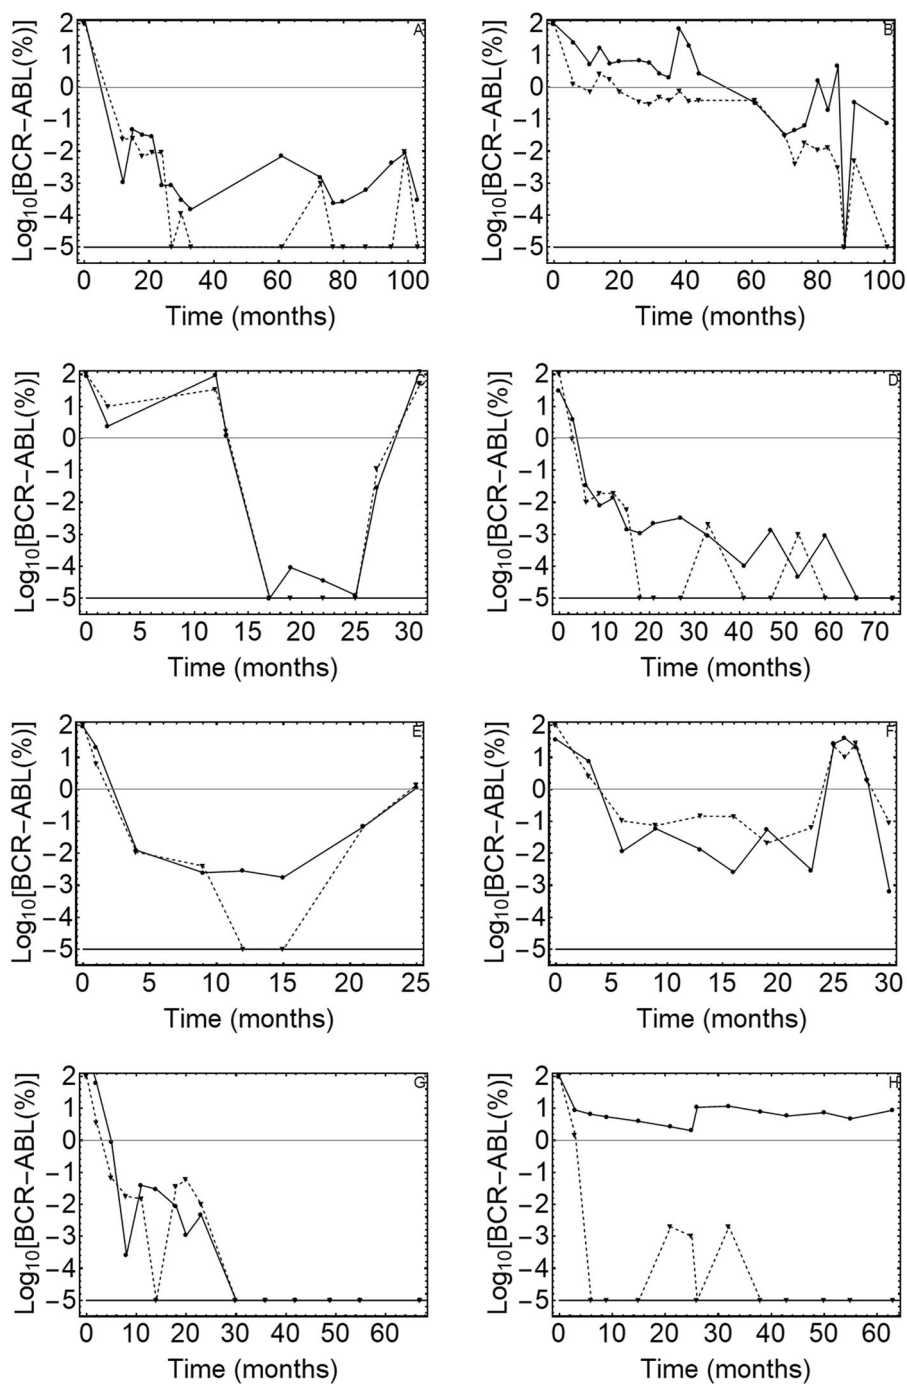 A
Log10[BCR−ABL(%)]
2
1
0
−1
−2
−3
−4
−5
0 20 40 60 80 100
Time (months)
B
Log10[BCR−ABL(%)]
2
1
0
−1
−2
−3
−4
−5
0 20 40 60 80 100
Time (months)
C
Log10[BCR−ABL(%)]
2
1
0
−1
−2
−3
−4
−5
0 5 10 15 20 25 30
Time (months)
D
Log10[BCR−ABL(%)]
2
1
0
−1
−2
−3
−4
−5
0 10 20 30 40 50 60 70
Time (months)
E
Log10[BCR−ABL(%)]
2
1
0
−1
−2
−3
−4
−5
0 5 10 15 20 25
Time (months)
F
Log10[BCR−ABL(%)]
2
1
0
−1
−2
−3
−4
−5
0 5 10 15 20 25 30
Time (months)
G
Log10[BCR−ABL(%)]
2
1
0
−1
−2
−3
−4
−5
0 10 20 30 40 50 60
Time (months)
H
Log10[BCR−ABL(%)]
2
1
0
−1
−2
−3
−4
−5
0 10 20 30 40 50 60
Time (months)